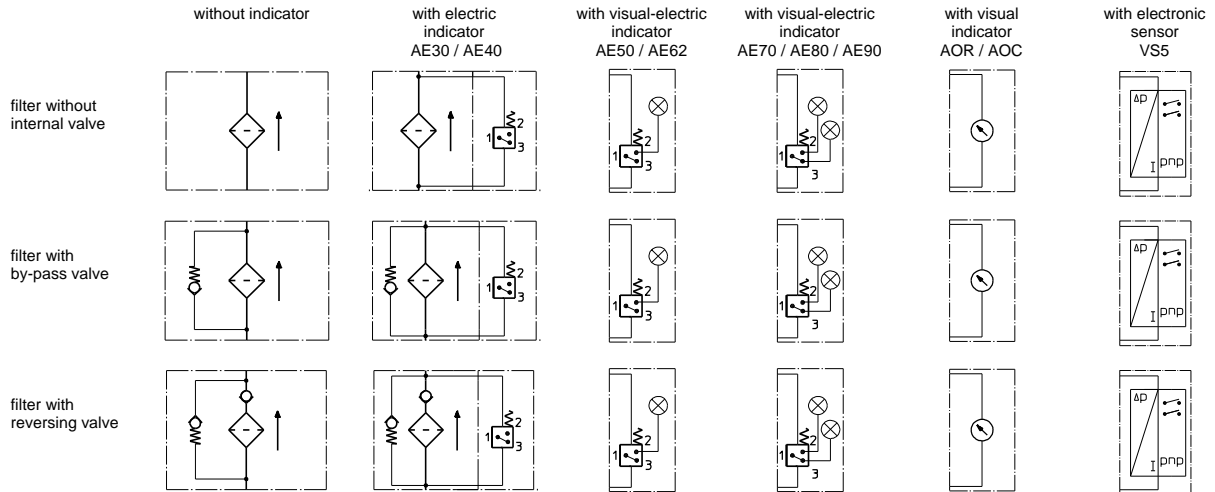 without indicator
with electric
indicator
AE30 / AE40
with visual-electric
indicator
AE50 / AE62
with visual-electric
indicator
AE70 / AE80 / AE90
with visual
indicator
AOR / AOC
with electronic
sensor
VS5
filter without
internal valve
1
2
3
1
2
3
1
2
3
Δp
I
pnp
filter with
by-pass valve
1
2
3
1
2
3
1
2
3
Δp
I
pnp
filter with
reversing valve
1
2
3
1
2
3
1
2
3
Δp
I
pnp